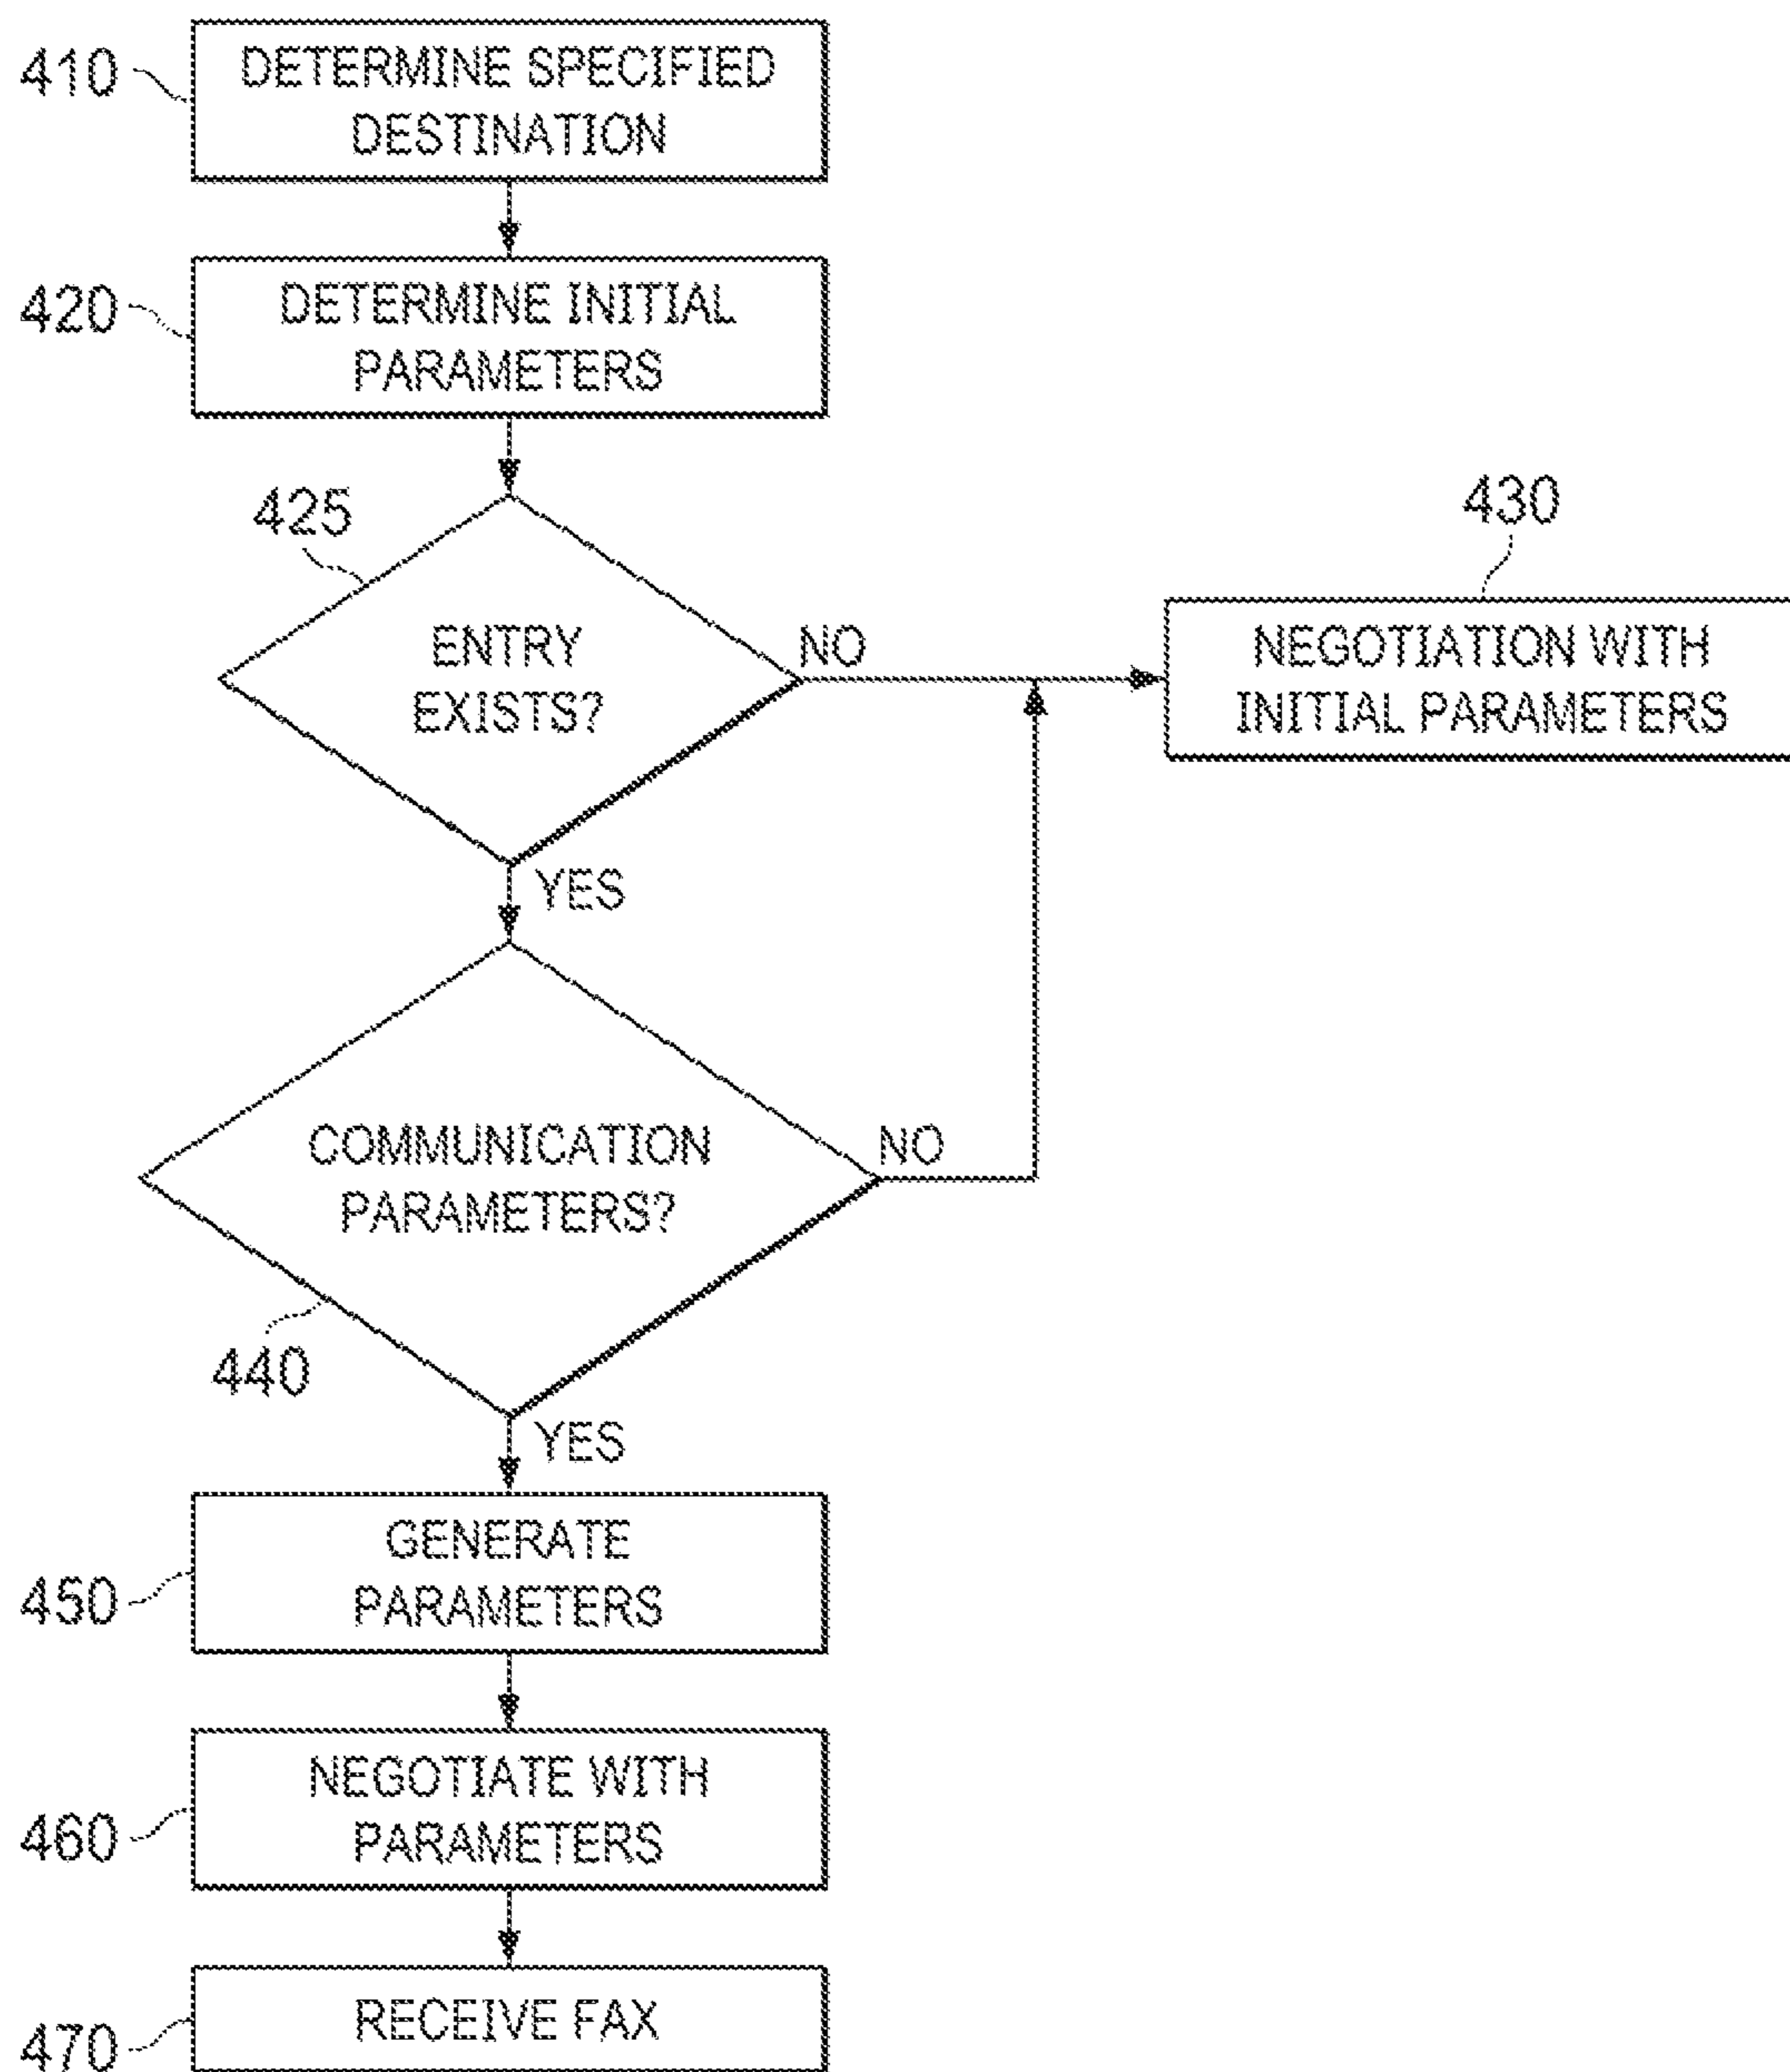 410
DETERMINE SPECIFIED
DESTINATION
420
DETERMINE INITIAL
PARAMETERS
425
430
ENTRY
EXISTS?
NO
NEGOTIATION WITH
INITIAL PARAMETERS
YES
COMMUNICATION
PARAMETERS?
NO
440
YES
GENERATE
PARAMETERS
450
NEGOTIATE WITH
PARAMETERS
460
RECEIVE FAX
470